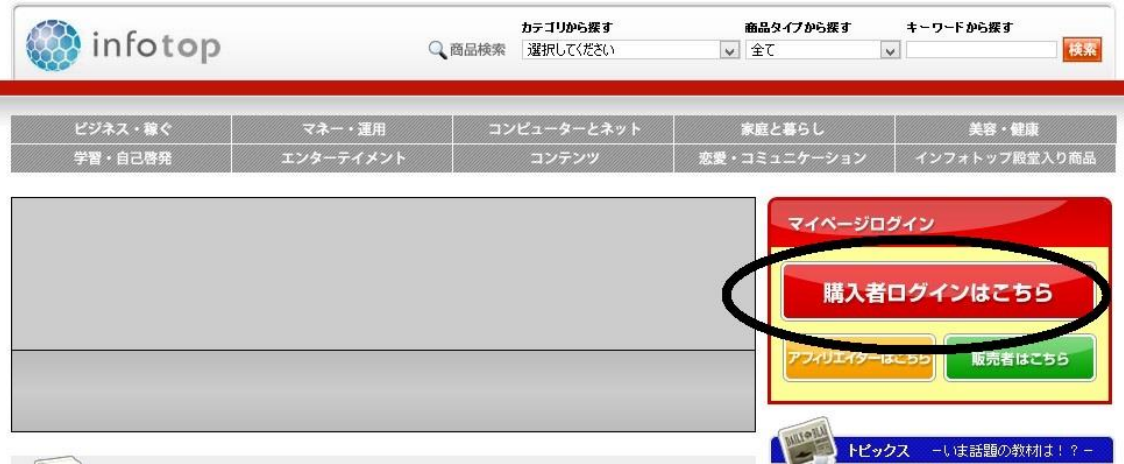 infotop
商品検索
カテゴリから探す
選択してください
商品タイプから探す
全て
キーワードから探す
検索
ビジネス・稼ぐ マネー・運用 コンピューターとネット 家庭と暮らし 美容・健康
学習・自己啓発 エンターテイメント コンテンツ 恋愛・コミュニケーション インフォトップ殿堂入り商品
マイページログイン
購入者ログインはこちら
アフィリエイターはこちら 販売者はこちら
トピックス -いま話題の教材は！？-